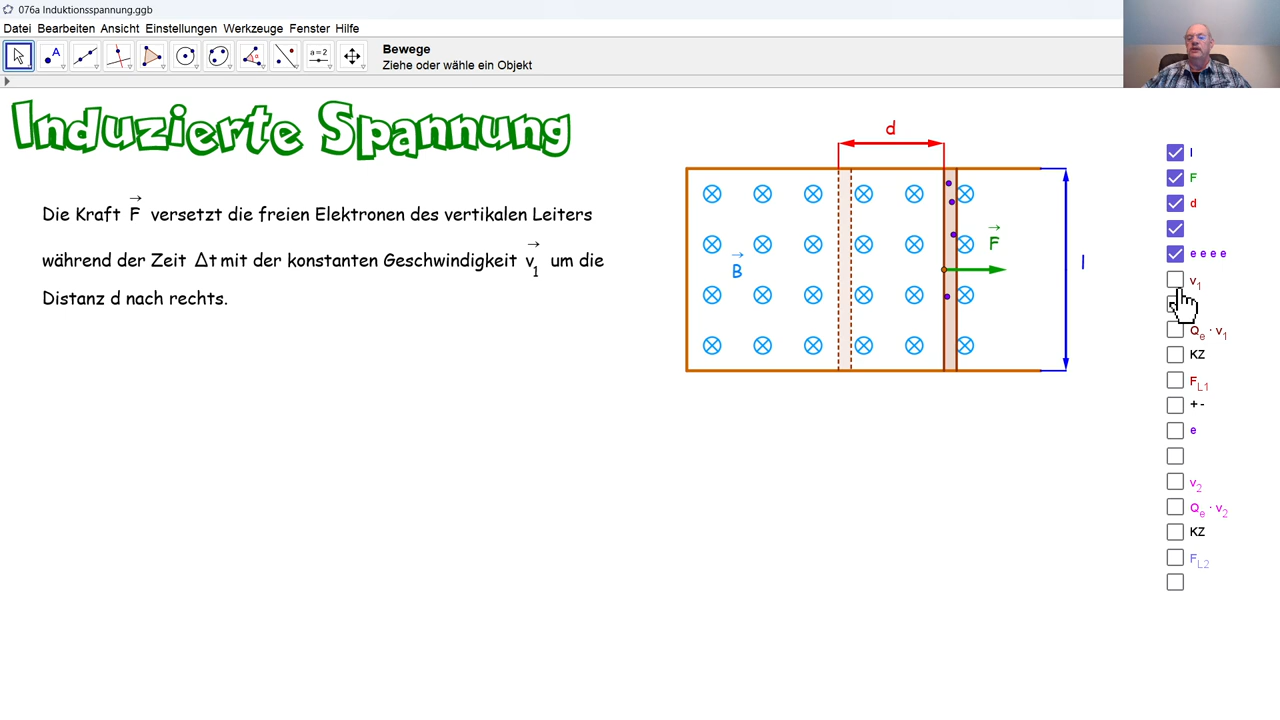 076a Induktionsspannung.ggb
Datei Bearbeiten Ansicht Einstellungen Verwaltung Fenster Hilfe
A
a=2
Bewege
Ziehe oder wähle ein Objekt
Induzierte Spannung
Die Kraft F versetzt die freien Elektronen des vertikalen Leiters
während der Zeit Δt mit der konstanten Geschwindigkeit v₁ um die
Distanz d nach rechts.
d
B
F
l
l
F
d
e e e e
v₁
Qe · v₁
KZ
FL1
+ -
e
v₂
Qe · v₂
KZ
FL2